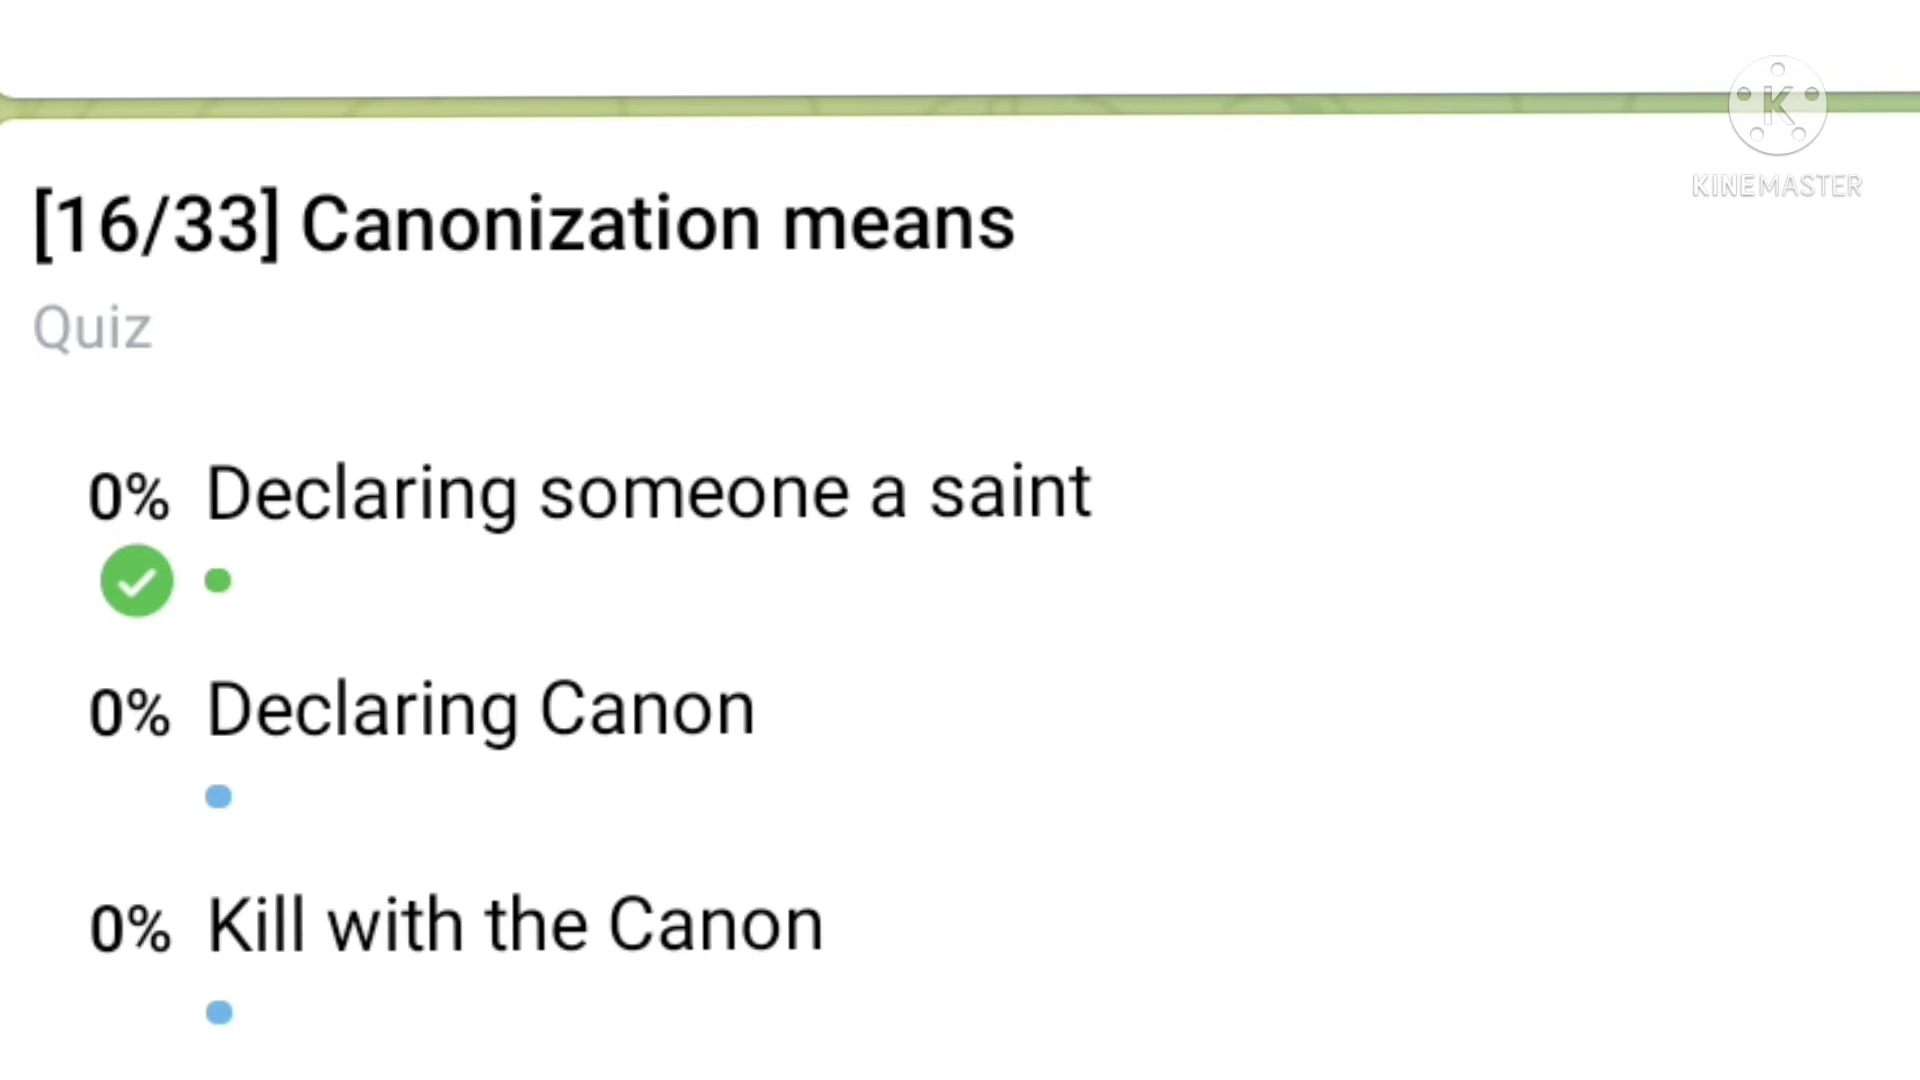 K
KINEMASTER
[16/33] Canonization means
Quiz
0% Declaring someone a saint
0% Declaring Canon
0% Kill with the Canon